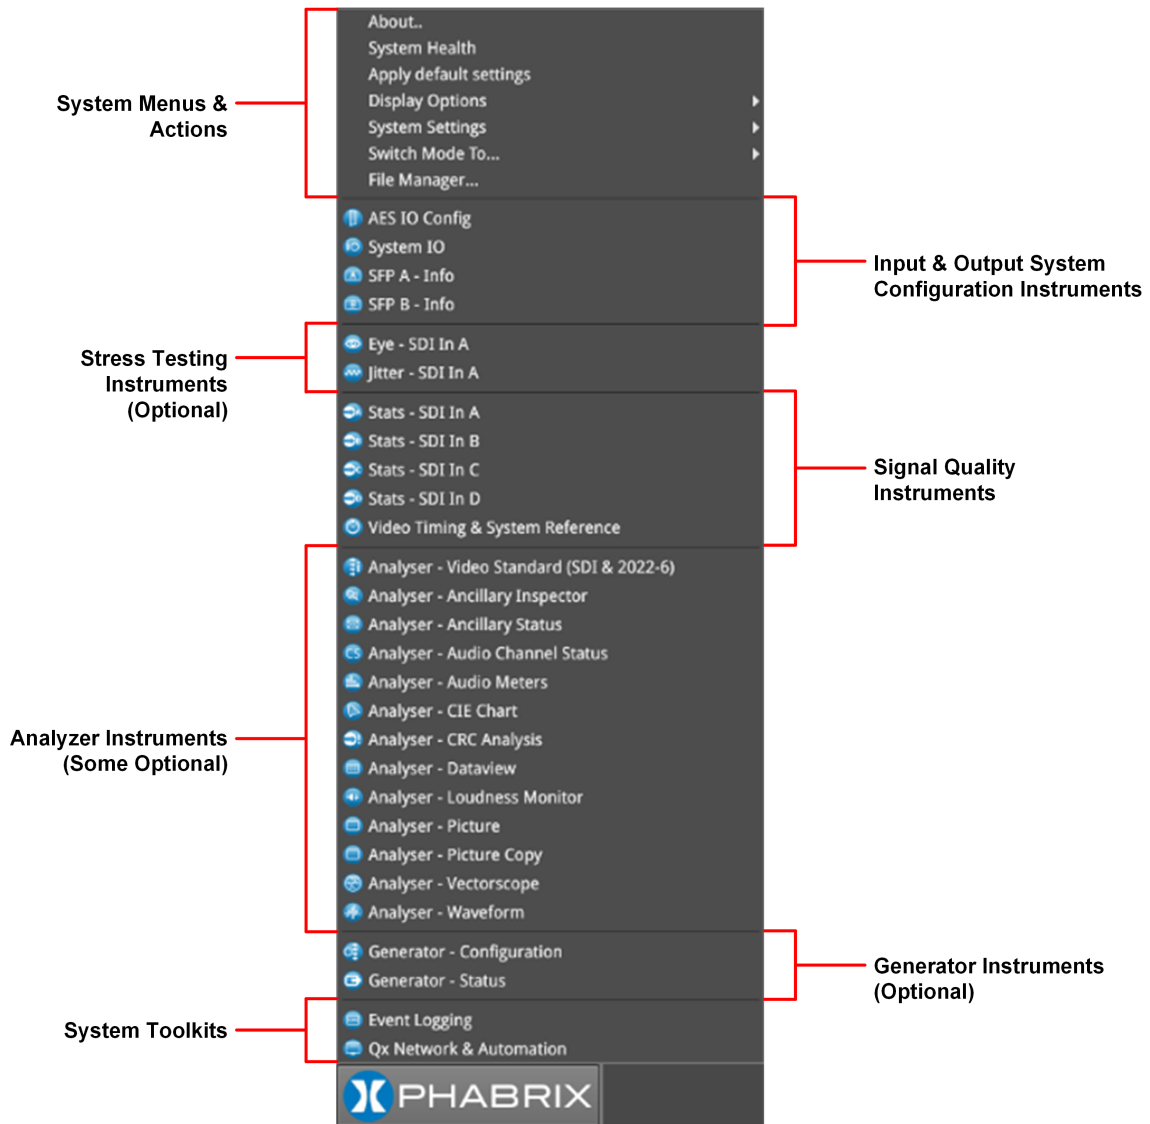 About..
System Health
Apply default settings
Display Options
System Settings
Switch Mode To...
File Manager...
System Menus &
Actions
AES IO Config
System IO
SFP A - Info
SFP B - Info
Input & Output System
Configuration Instruments
Eye - SDI In A
Jitter - SDI In A
Stress Testing
Instruments
(Optional)
Stats - SDI In A
Stats - SDI In B
Stats - SDI In C
Stats - SDI In D
Video Timing & System Reference
Signal Quality
Instruments
Analyser - Video Standard (SDI & 2022-6)
Analyser - Ancillary Inspector
Analyser - Ancillary Status
CS Analyser - Audio Channel Status
Analyser - Audio Meters
Analyser - CIE Chart
Analyser - CRC Analysis
Analyser - Dataview
Analyser - Loudness Monitor
Analyser - Picture
Analyser - Picture Copy
Analyser - Vectorscope
Analyser - Waveform
Analyzer Instruments
(Some Optional)
Generator - Configuration
Generator - Status
Generator Instruments
(Optional)
Event Logging
Qx Network & Automation
System Toolkits
PHABRIX